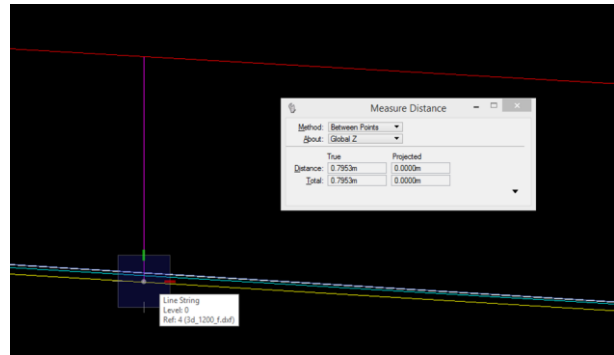 Measure Distance
Method: Between Points
About: Global Z
True Projected
Distance: 0.7953m 0.0000m
Total: 0.7953m 0.0000m
Line String
Level: 0
Ref: 4 (3d_1200_f.dxf)